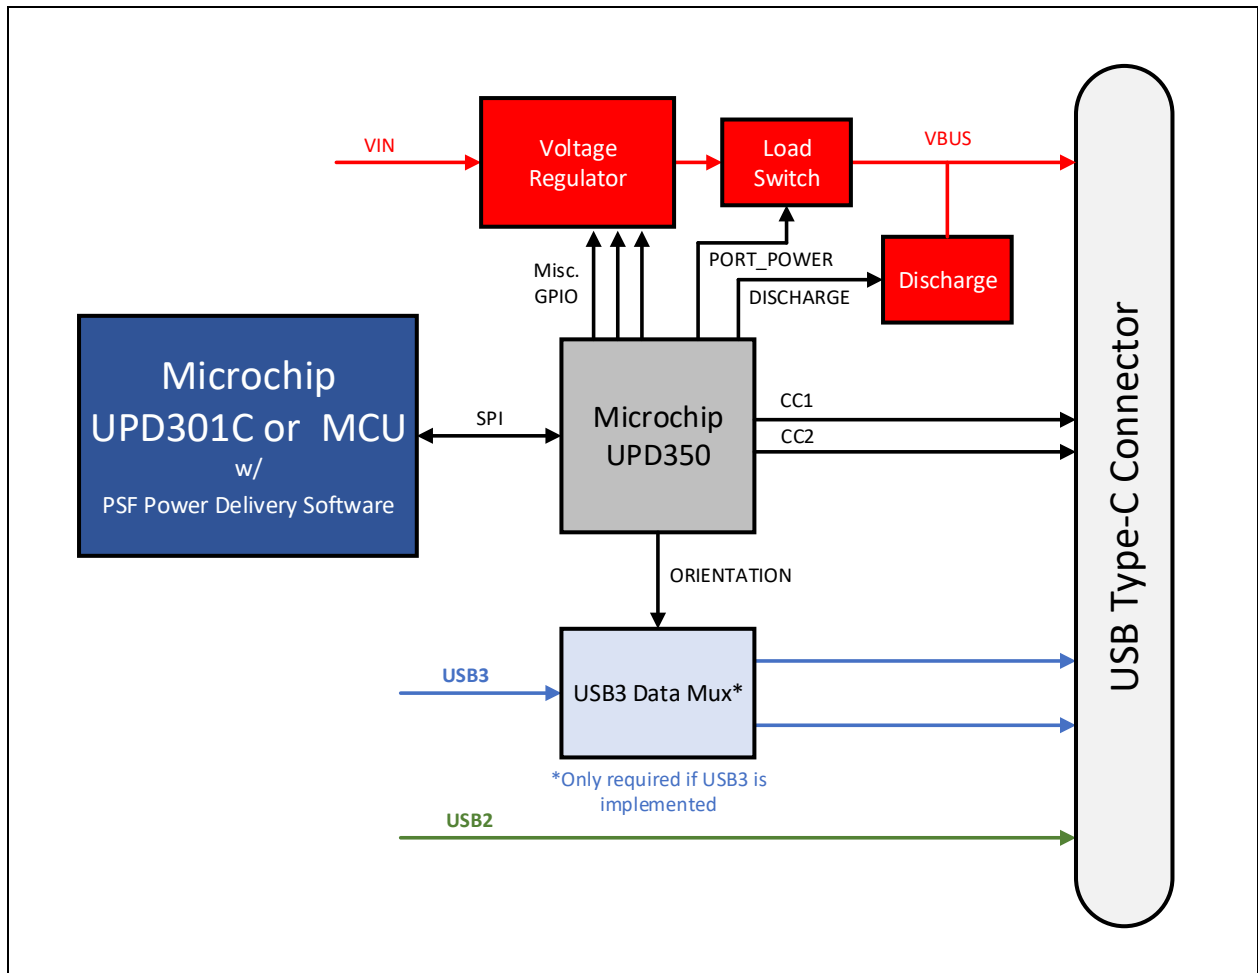 VIN
Voltage
Regulator
Load
Switch
VBUS
Misc.
GPIO
PORT_POWER
DISCHARGE
Discharge
Microchip
UPD301C or MCU
w/
PSF Power Delivery Software
SPI
Microchip
UPD350
CC1
CC2
ORIENTATION
USB3
USB3 Data Mux*
*Only required if USB3 is
implemented
USB2
USB Type-C Connector